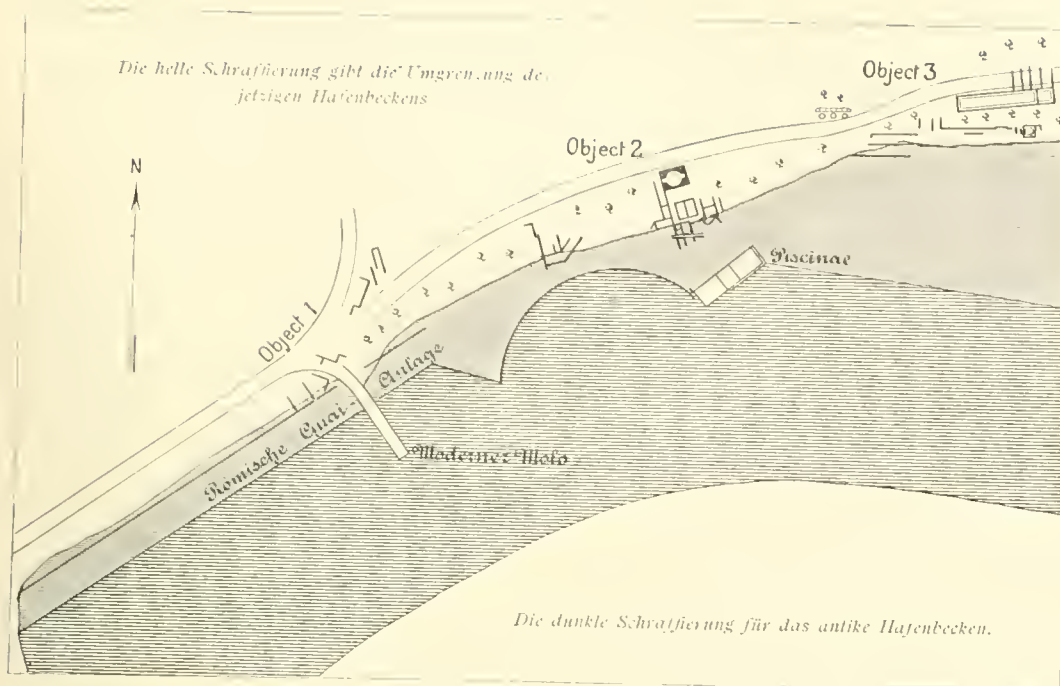 Die helle Schraffierung gibt die Umgrenzung des
jetzigen Hafenbeckens
N
Object 3
Object 2
Piscinae
Object 1
Römische Quai-Anlage
Moderner Molo
Die dunkle Schraffierung für das antike Hafenbecken.